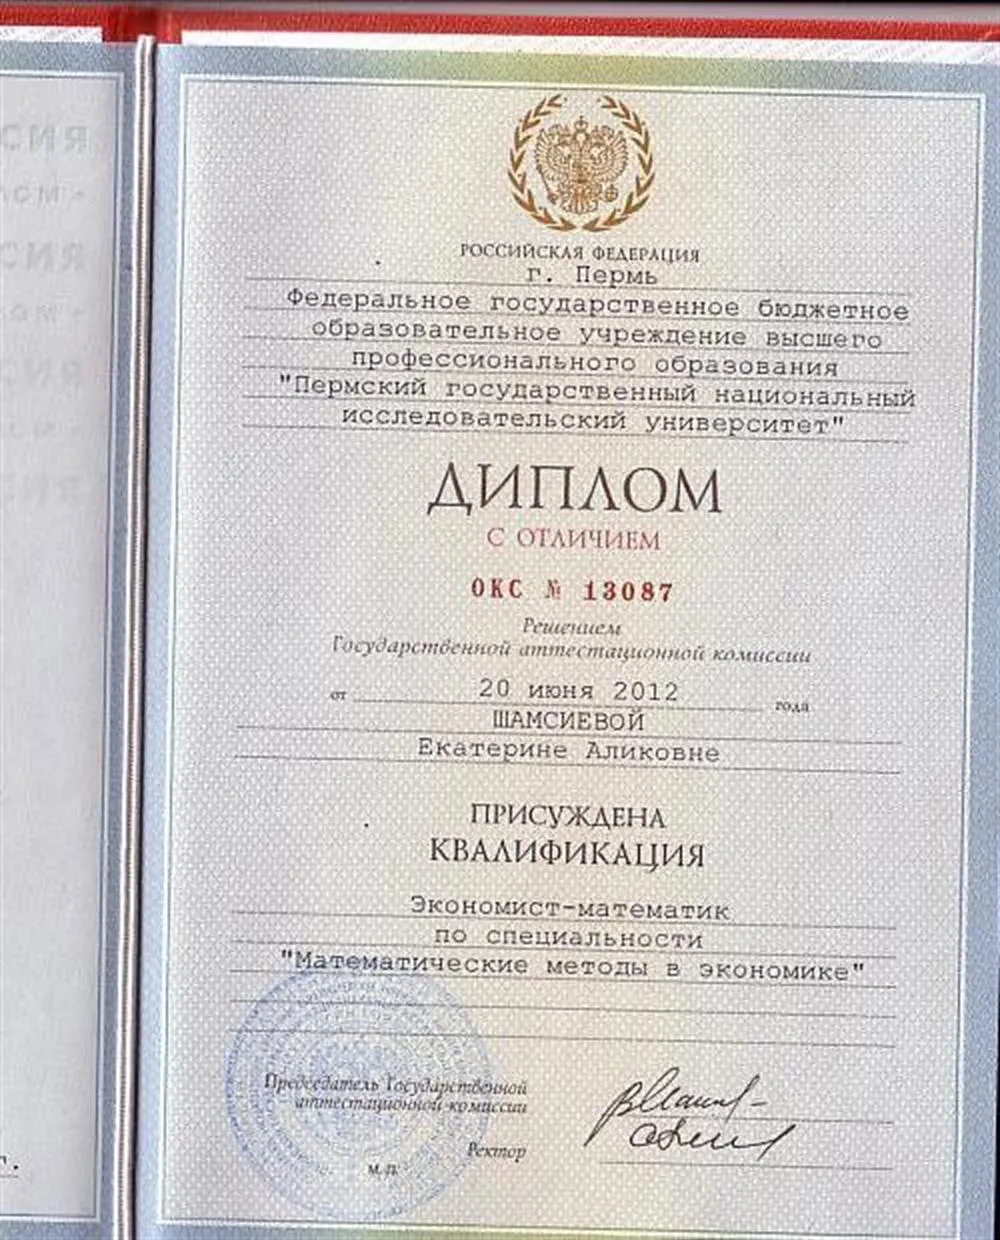 РОССИЙСКАЯ ФЕДЕРАЦИЯ
г. Пермь
Федеральное государственное бюджетное
образовательное учреждение высшего
профессионального образования
"Пермский государственный национальный
исследовательский университет"
ДИПЛОМ
С ОТЛИЧИЕМ
ОКС № 13087
Решением
Государственной аттестационной комиссии
от 20 июня 2012 года
ШАМСИЕВОЙ
Екатерине Аликовне
ПРИСУЖДЕНА
КВАЛИФИКАЦИЯ
Экономист-математик
по специальности
"Математические методы в экономике"
Председатель Государственной
аттестационной комиссии
Ректор
М.П.
г.